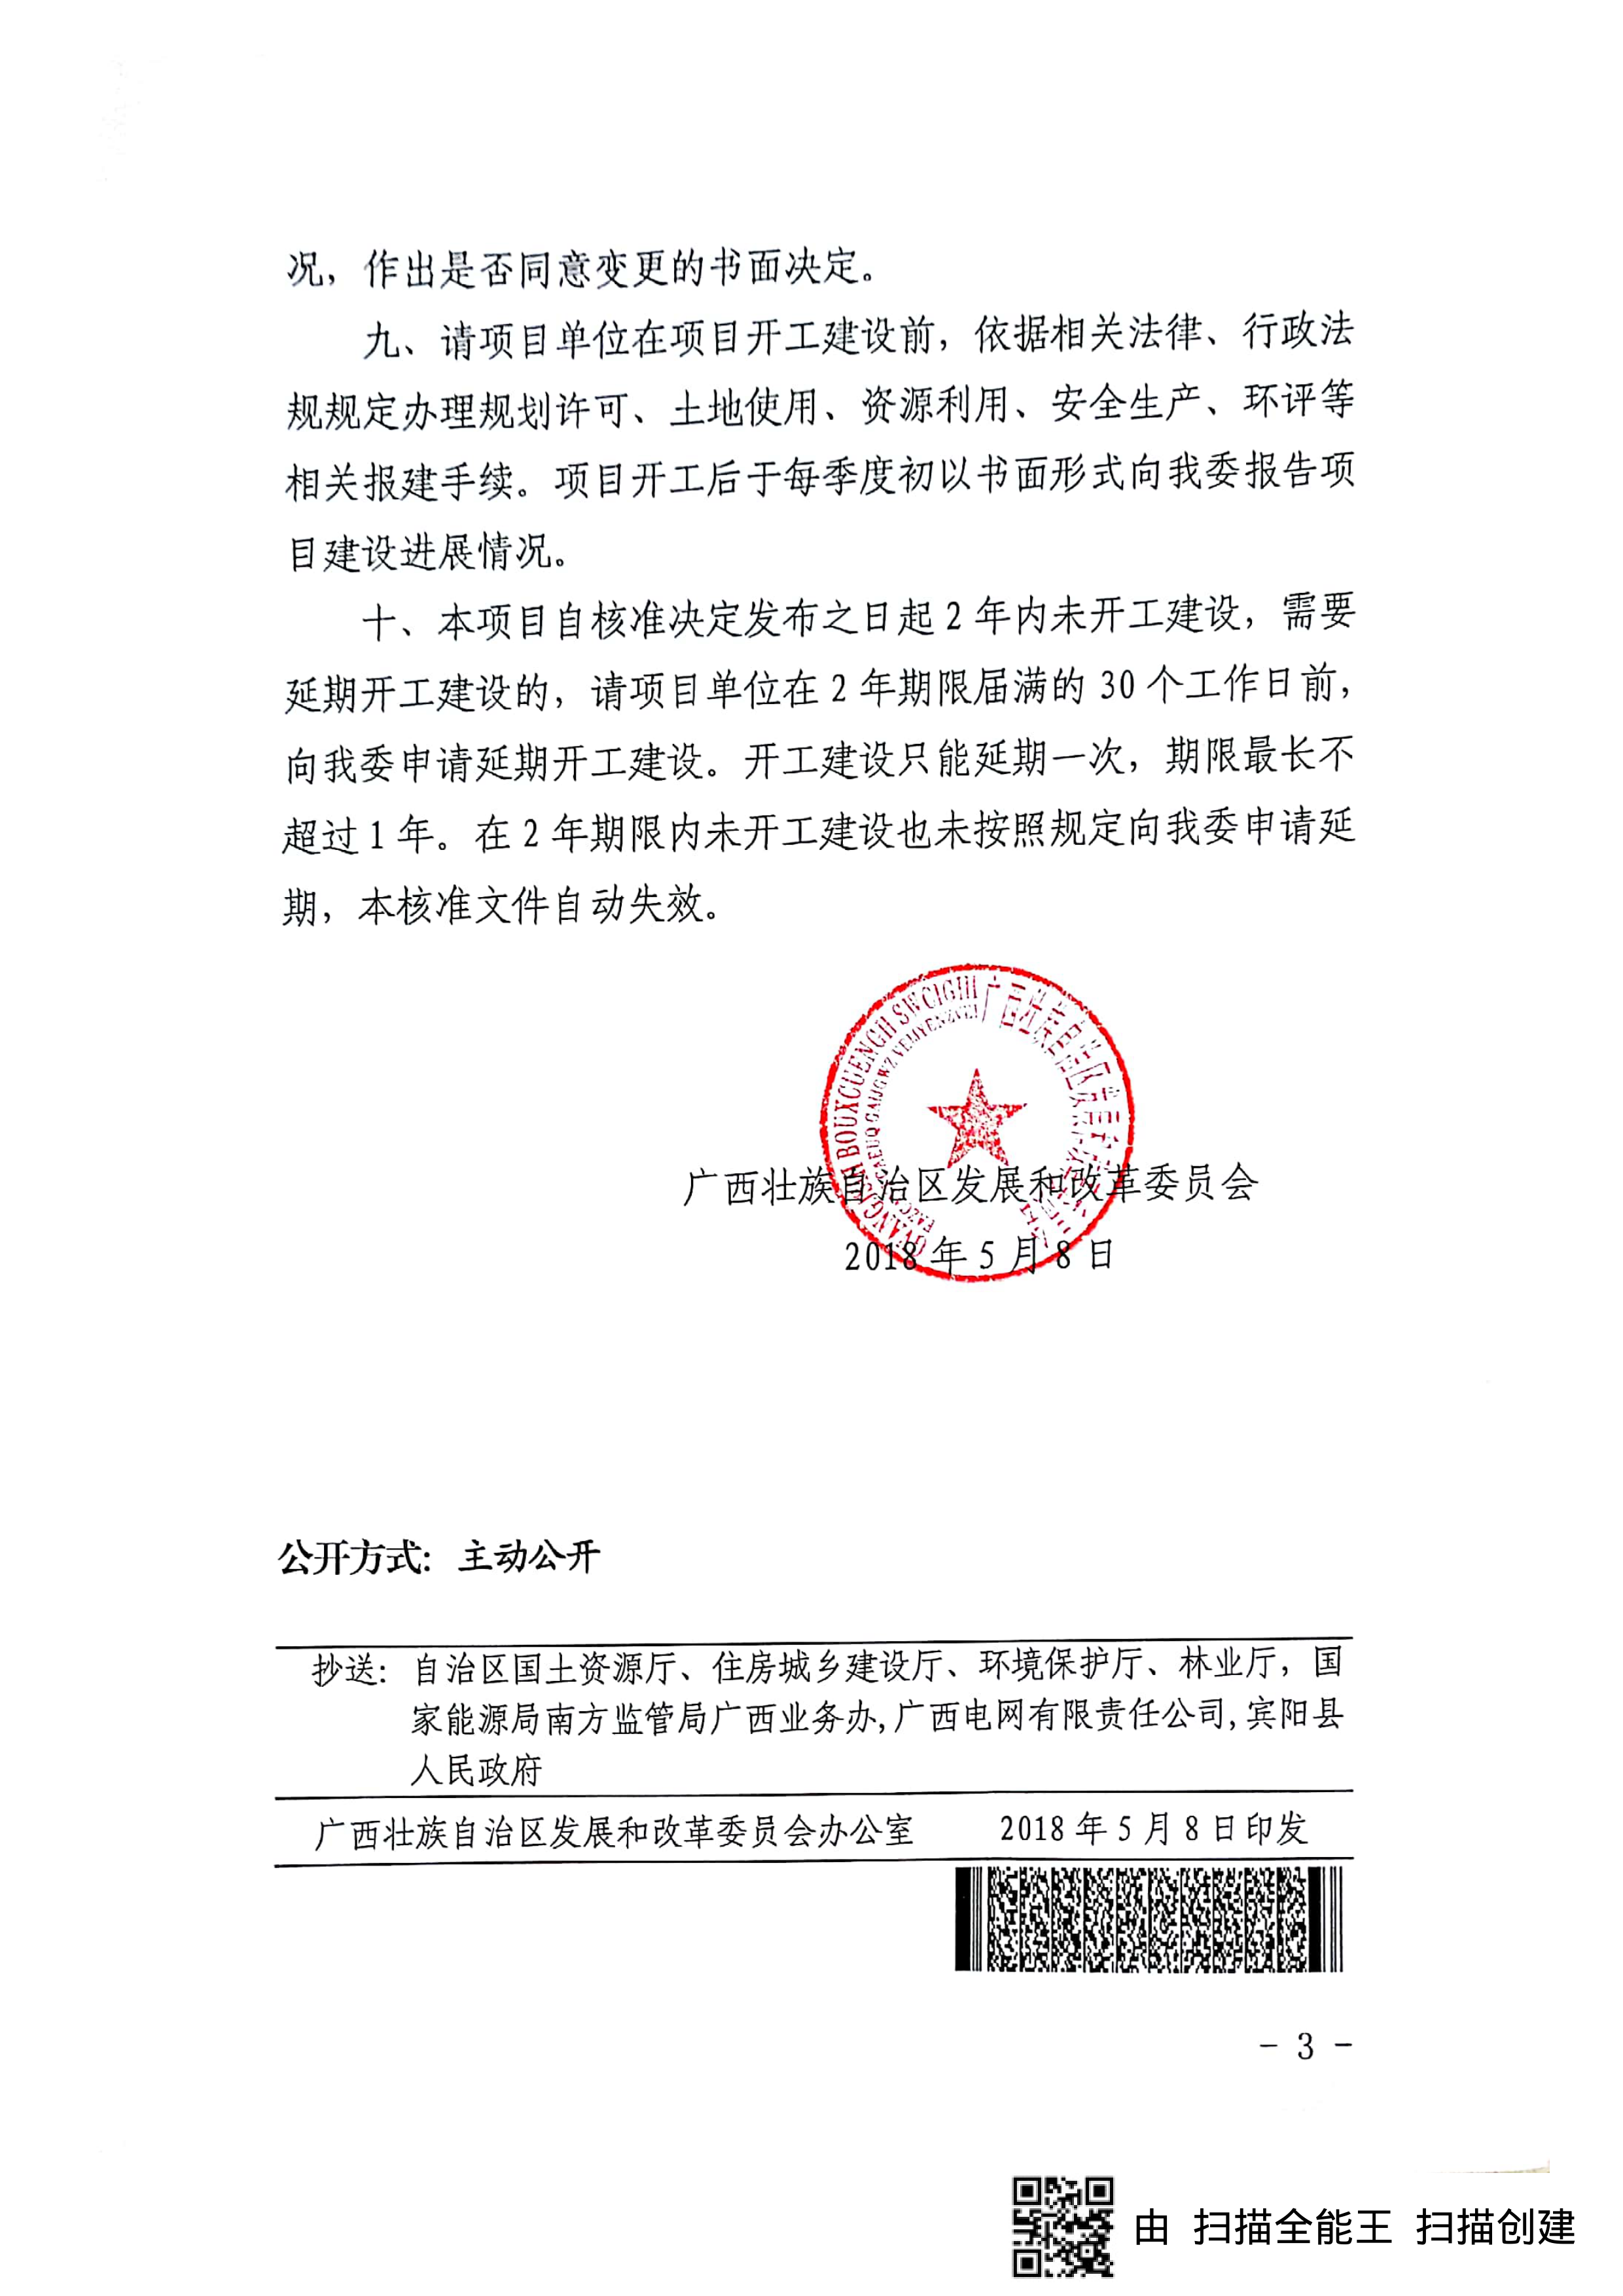 况，作出是否同意变更的书面决定。
九、请项目单位在项目开工建设前，依据相关法律、行政法
规规定办理规划许可、土地使用、资源利用、安全生产、环评等
相关报建手续。项目开工后于每季度初以书面形式向我委报告项
目建设进展情况。
十、本项目自核准决定发布之日起 2 年内未开工建设，需要
延期开工建设的，请项目单位在 2 年期限届满的 30 个工作日前，
向我委申请延期开工建设。开工建设只能延期一次，期限最长不
超过 1 年。在 2 年期限内未开工建设也未按照规定向我委申请延
期，本核准文件自动失效。
广西壮族自治区发展和改革委员会
2018 年 5 月 8 日
公开方式：主动公开
抄送：自治区国土资源厅、住房城乡建设厅、环境保护厅、林业厅，国
家能源局南方监管局广西业务办，广西电网有限责任公司，宾阳县
人民政府
广西壮族自治区发展和改革委员会办公室 2018 年 5 月 8 日印发
- 3 -
由 扫描全能王 扫描创建